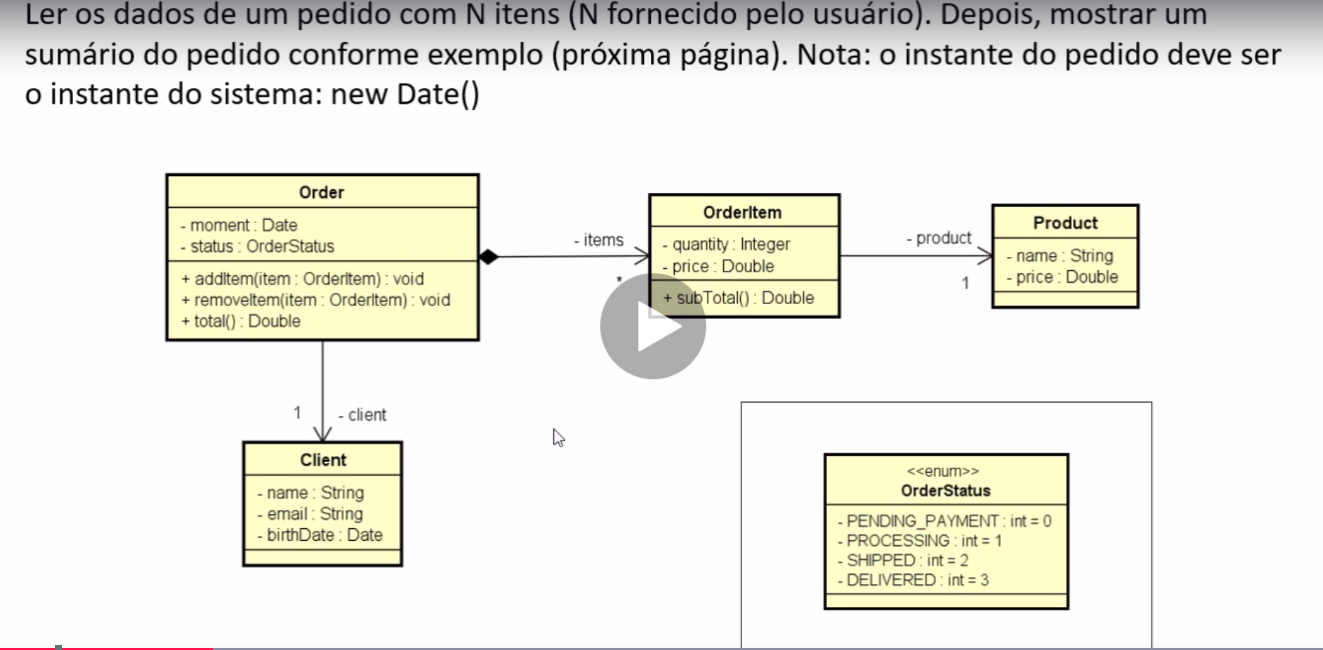 Ler os dados de um pedido com N itens (N fornecido pelo usuário). Depois, mostrar um
sumário do pedido conforme exemplo (próxima página). Nota: o instante do pedido deve ser
o instante do sistema: new Date()
Order
- moment : Date
- status : OrderStatus
+ addItem(item : OrderItem) : void
+ removeItem(item : OrderItem) : void
+ total() : Double
- items
*
OrderItem
- quantity : Integer
- price : Double
+ subTotal() : Double
- product
1
Product
- name : String
- price : Double
1
- client
Client
- name : String
- email : String
- birthDate : Date
<<enum>>
OrderStatus
- PENDING_PAYMENT : int = 0
- PROCESSING : int = 1
- SHIPPED : int = 2
- DELIVERED : int = 3